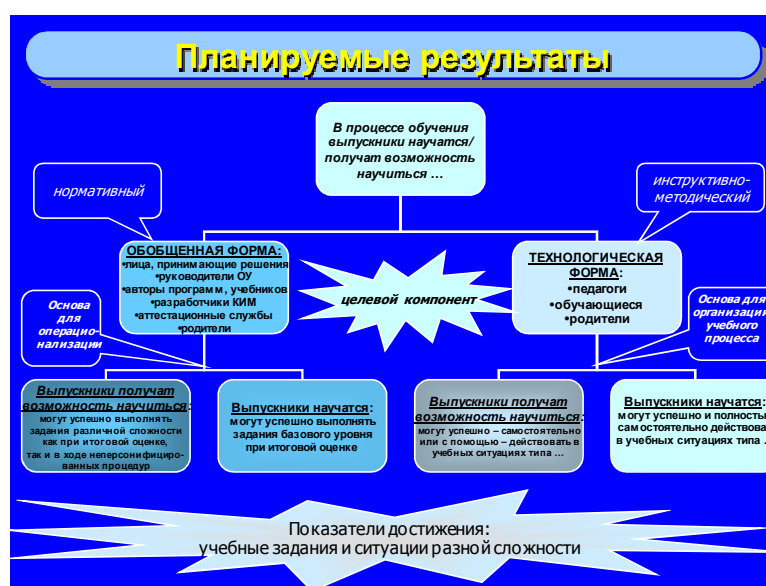 Планируемые результаты
В процессе обучения
выпускники научатся/
получат возможность
научиться ...
нормативный
инструктивно-
методический
ОБОБЩЕННАЯ ФОРМА:
•лица, принимающие решения
•руководители ОУ
•авторы программ, учебников
•разработчики КИМ
•аттестационные службы
•родители
целевой компонент
ТЕХНОЛОГИЧЕСКАЯ
ФОРМА:
•педагоги
•обучающиеся
•родители
Основа
для
операцио-
нализации
Основа для
организации
учебного
процесса
Выпускники получат
возможность научиться:
могут успешно выполнять
задания различной сложности
как при итоговой оценке,
так и в ходе неперсонифициро-
ванных процедур
Выпускники научатся:
могут успешно выполнять
задания базового уровня
при итоговой оценке
Выпускники получат
возможность научиться:
могут успешно – самостоятельно
или с помощью – действовать в
учебных ситуациях типа ...
Выпускники научатся:
могут успешно и полность
самостоятельно действова
в учебных ситуациях типа .
Показатели достижения:
учебные задания и ситуации разной сложности